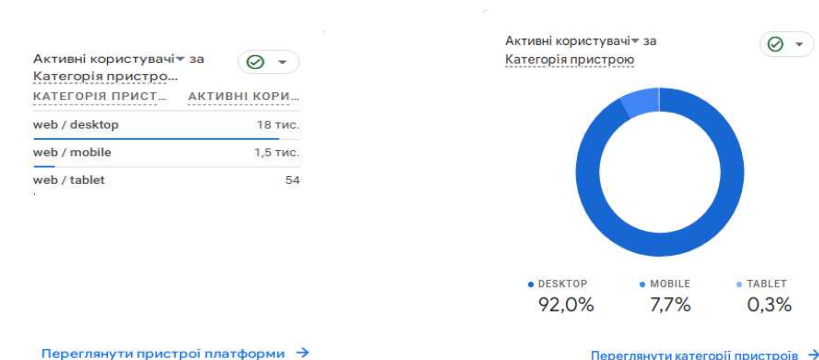 Активні користувачі за
Категорія пристро...
КАТЕГОРІЯ ПРИСТ... АКТИВНІ КОРИ...
web / desktop 18 тис.
web / mobile 1,5 тис.
web / tablet 54
Переглянути пристрої платформи →
Активні користувачі за
Категорія пристрою
DESKTOP MOBILE TABLET
92,0% 7,7% 0,3%
Переглянути категорії пристроїв →